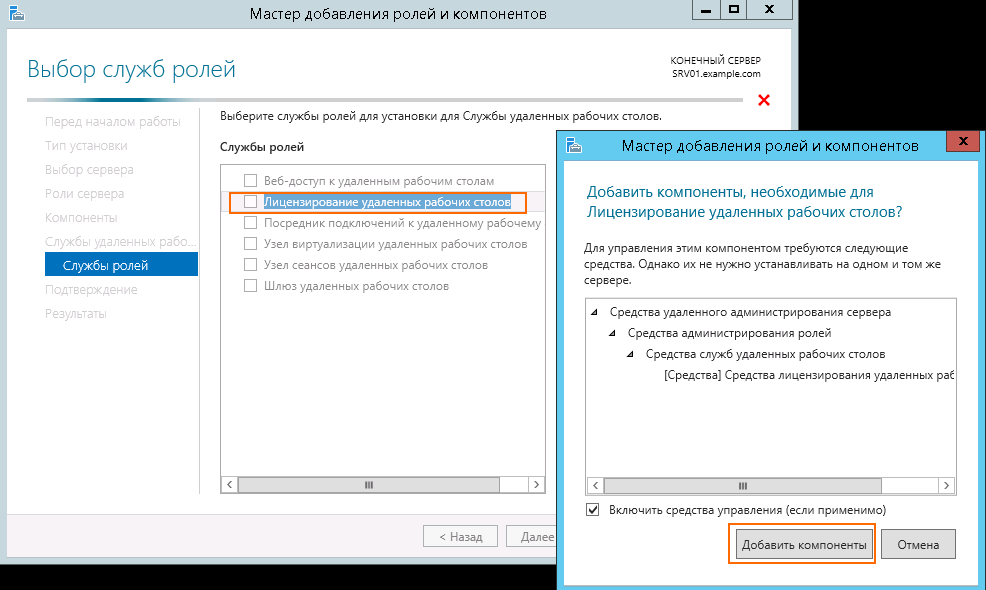 Мастер добавления ролей и компонентов
Выбор служб ролей
КОНЕЧНЫЙ СЕРВЕР
SRV01.example.com
Перед началом работы
Тип установки
Выбор сервера
Роли сервера
Компоненты
Службы удаленных рабо...
Службы ролей
Подтверждение
Результаты
Выберите службы ролей для установки для Службы удаленных рабочих столов.
Службы ролей
Веб-доступ к удаленным рабочим столам
Лицензирование удаленных рабочих столов
Посредник подключений к удаленному рабочему
Узел виртуализации удаленных рабочих столов
Узел сеансов удаленных рабочих столов
Шлюз удаленных рабочих столов
< Назад
Далее
Мастер добавления ролей и компонентов
Добавить компоненты, необходимые для
Лицензирование удаленных рабочих столов?
Для управления этим компонентом требуются следующие
средства. Однако их не нужно устанавливать на одном и том же
сервере.
Средства удаленного администрирования сервера
Средства администрирования ролей
Средства служб удаленных рабочих столов
[Средства] Средства лицензирования удаленных раб
Включить средства управления (если применимо)
Добавить компоненты
Отмена